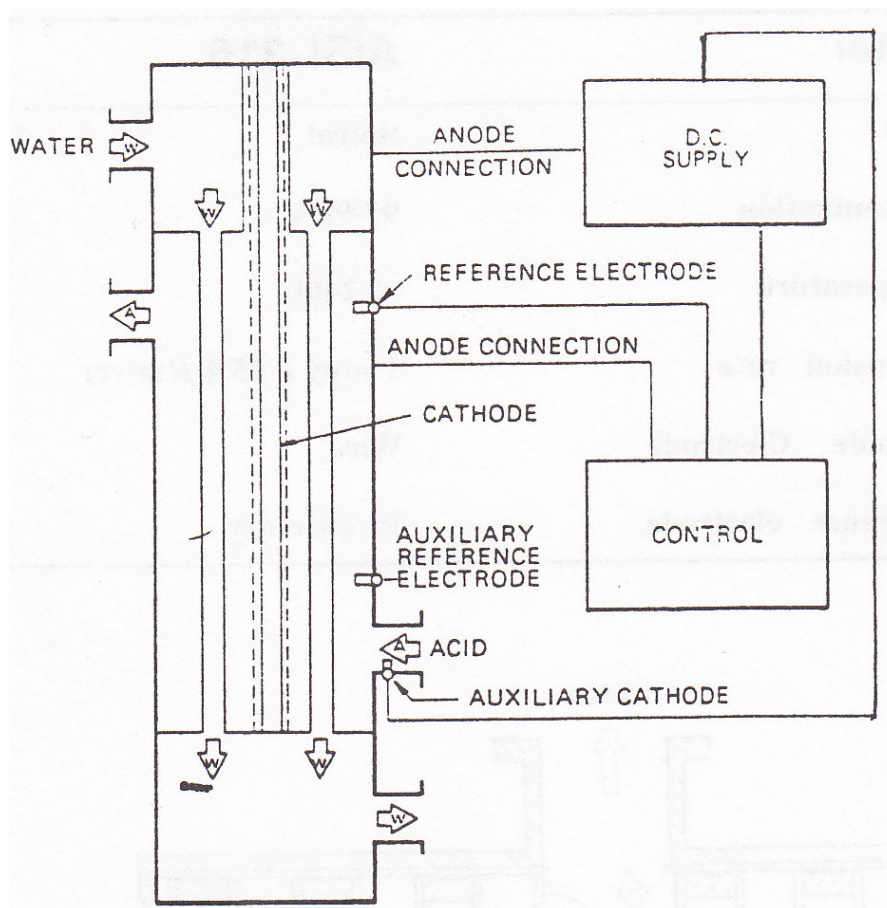 WATER
W
W
W
A
ANODE
CONNECTION
D.C.
SUPPLY
REFERENCE ELECTRODE
ANODE CONNECTION
CATHODE
AUXILIARY
REFERENCE
ELECTRODE
CONTROL
A
ACID
AUXILIARY CATHODE
W
W
W